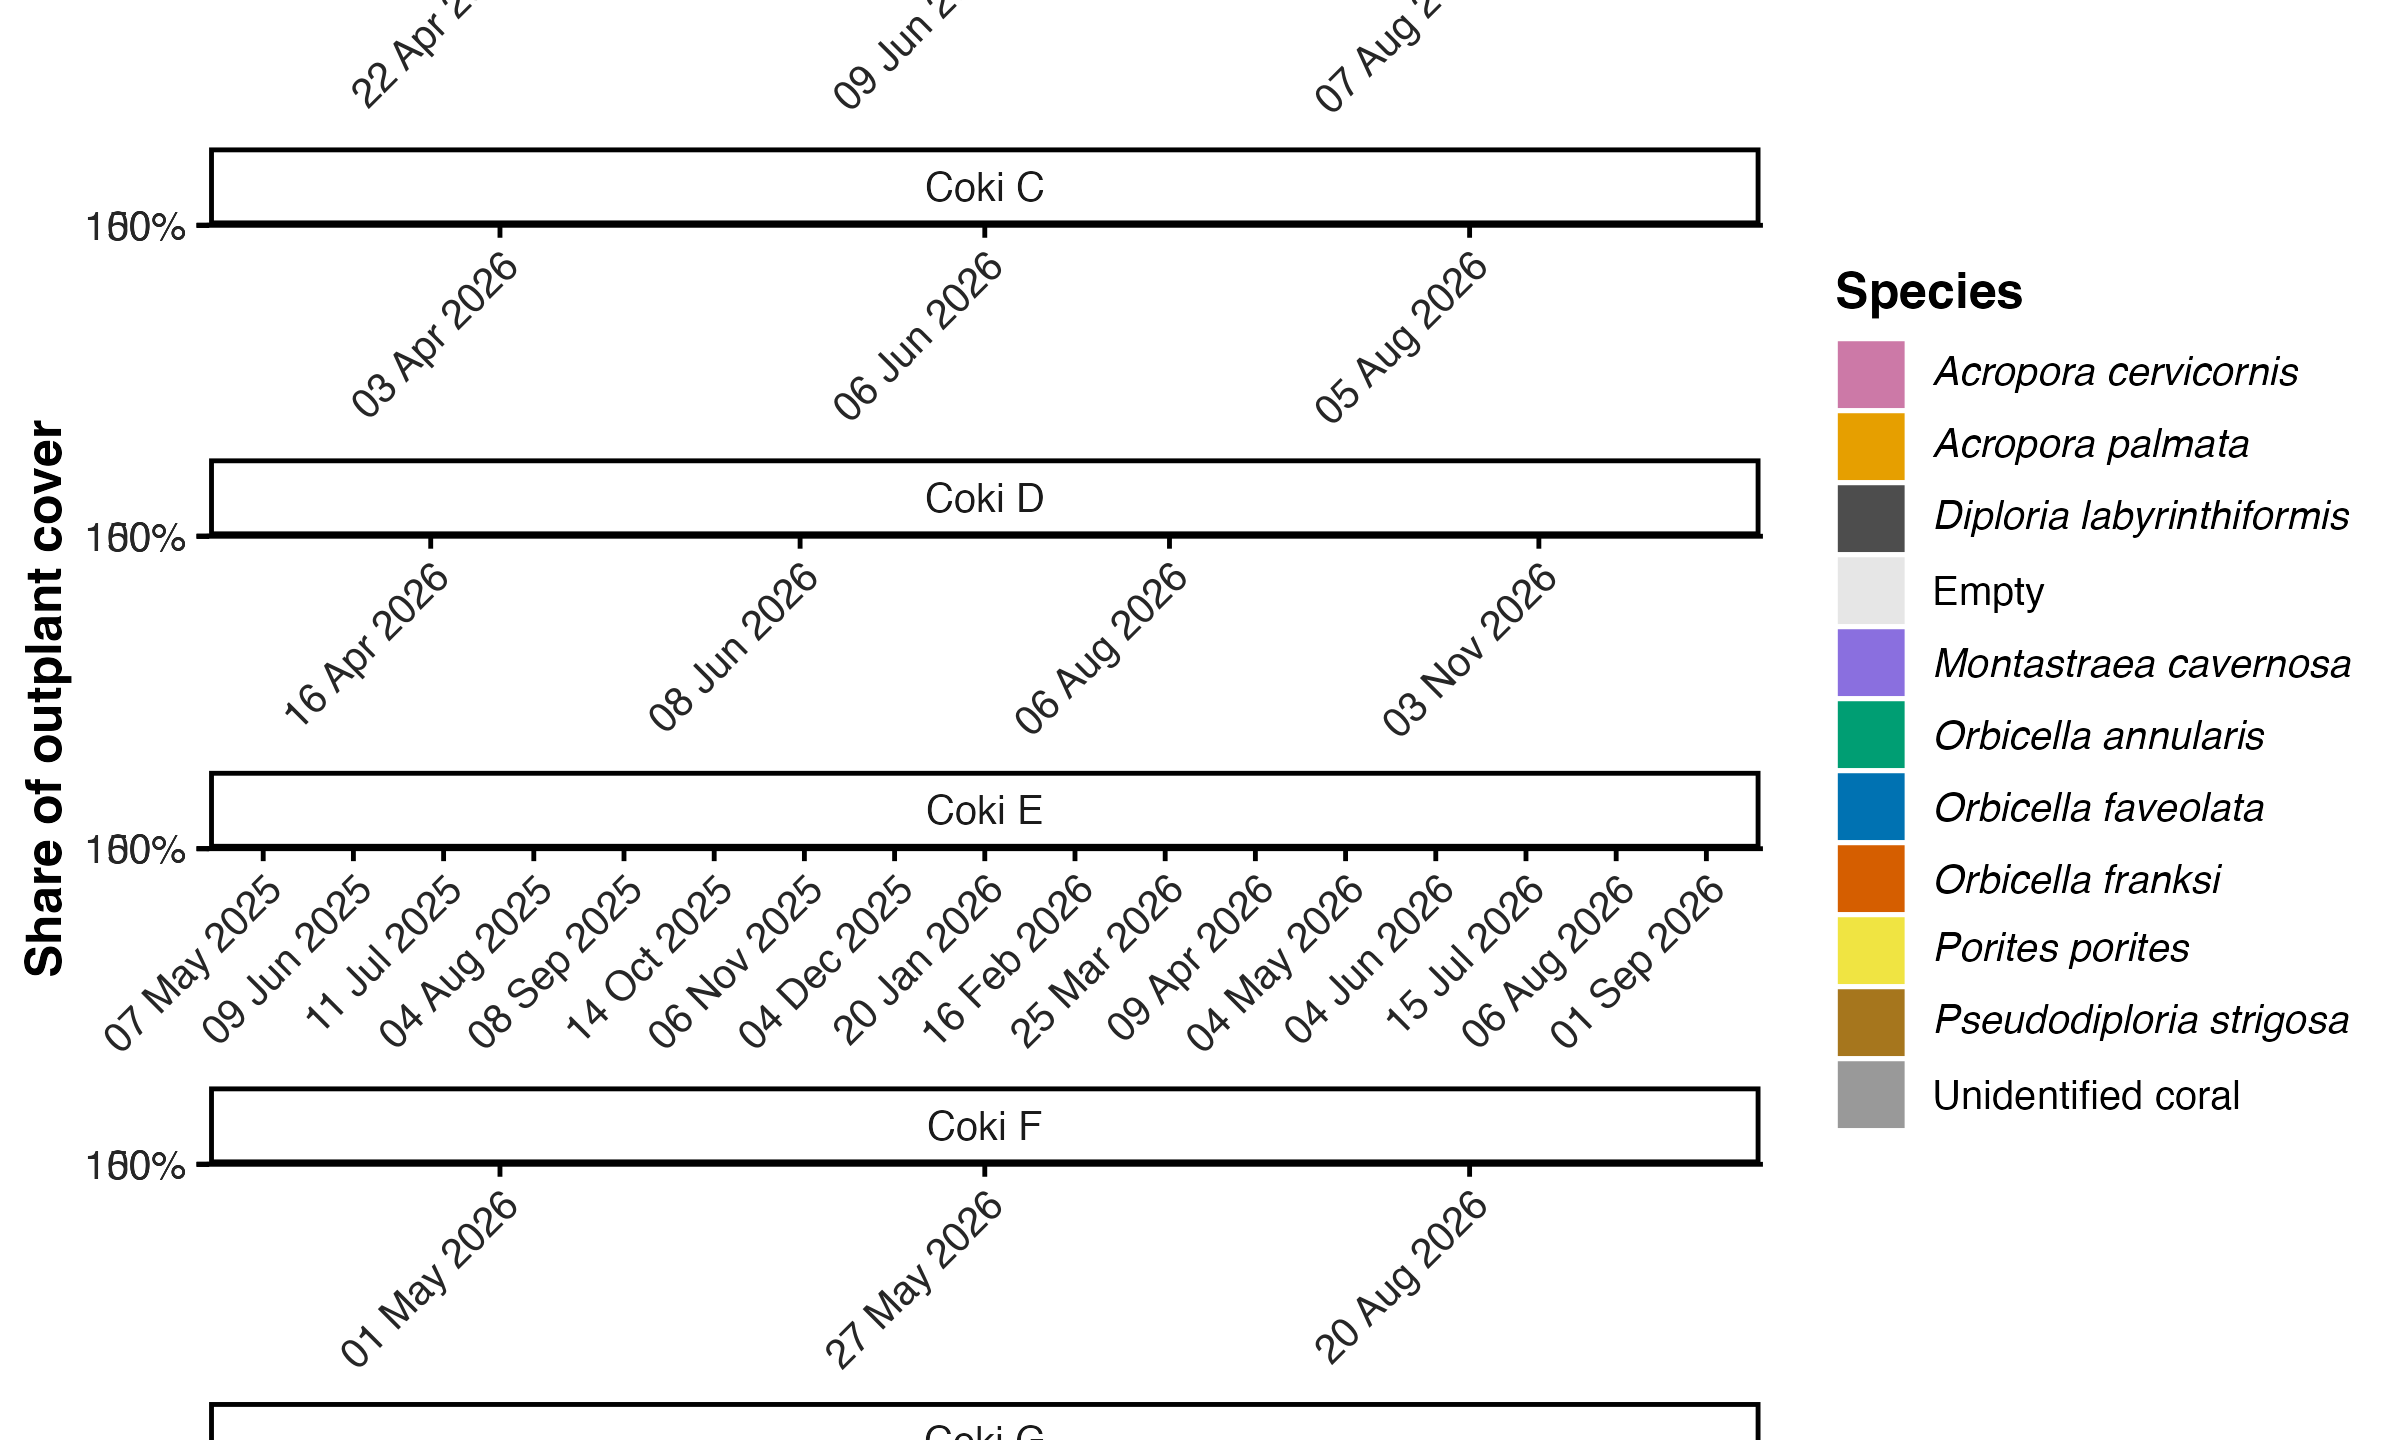 22 Apr
09 Jun
07 Aug
Coki C
03 Apr 2026
06 Jun 2026
05 Aug 2026
Coki D
16 Apr 2026
08 Jun 2026
06 Aug 2026
03 Nov 2026
Coki E
07 May 2025
09 Jun 2025
11 Jul 2025
04 Aug 2025
08 Sep 2025
14 Oct 2025
06 Nov 2025
04 Dec 2025
20 Jan 2026
16 Feb 2026
25 Mar 2026
09 Apr 2026
04 May 2026
04 Jun 2026
15 Jul 2026
06 Aug 2026
01 Sep 2026
Coki F
01 May 2026
27 May 2026
20 Aug 2026
Coki G
Share of outplant cover
Species
Acropora cervicornis
Acropora palmata
Diploria labyrinthiformis
Empty
Montastraea cavernosa
Orbicella annularis
Orbicella faveolata
Orbicella franksi
Porites porites
Pseudodiploria strigosa
Unidentified coral